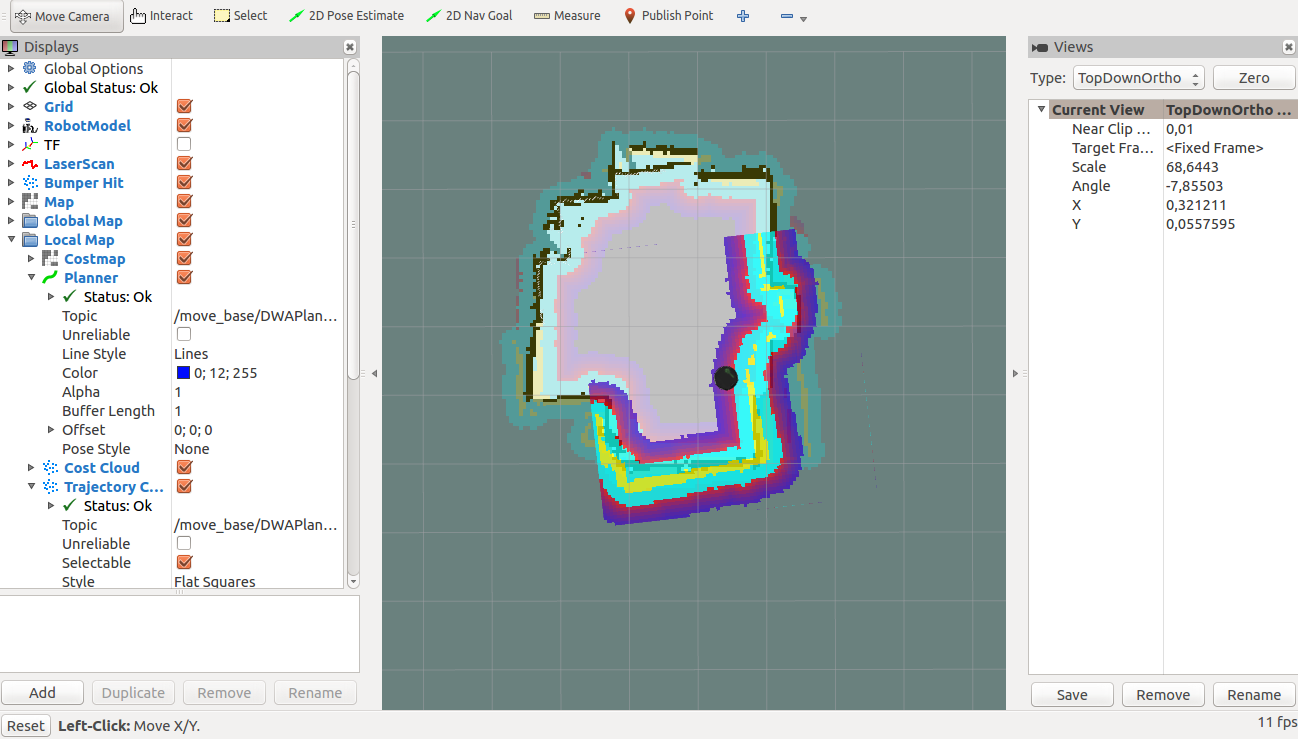 Move Camera Interact Select 2D Pose Estimate 2D Nav Goal Measure Publish Point
Displays
Global Options
Global Status: Ok
Grid
RobotModel
TF
LaserScan
Bumper Hit
Map
Global Map
Local Map
Costmap
Planner
Status: Ok
Topic /move_base/DWAPlan...
Unreliable
Line Style Lines
Color 0; 12; 255
Alpha 1
Buffer Length 1
Offset 0; 0; 0
Pose Style None
Cost Cloud
Trajectory C...
Status: Ok
Topic /move_base/DWAPlan...
Unreliable
Selectable
Style Flat Squares
Add Duplicate Remove Rename
Reset Left-Click: Move X/Y.
Views
Type: TopDownOrtho Zero
Current View TopDownOrtho ...
Near Clip ... 0,01
Target Fra... <Fixed Frame>
Scale 68,6443
Angle -7,85503
X 0,321211
Y 0,0557595
Save Remove Rename
11 fps